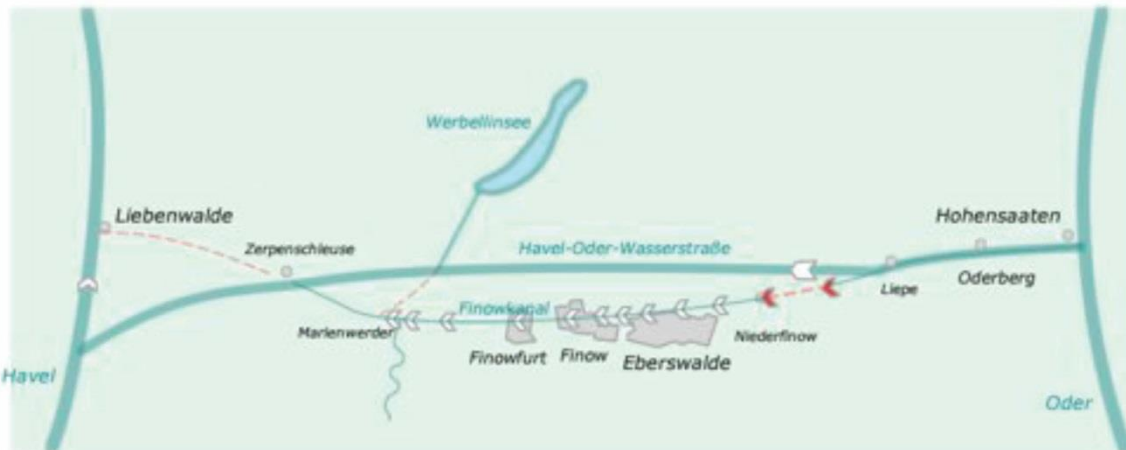 Werbellinsee
Liebenwalde
Hohensaaten
Zerpenschleuse
Havel-Oder-Wasserstraße
Oderberg
Liepe
Finowkanal
Marienwerder
Niederfinow
Finowfurt
Finow
Eberswalde
Havel
Oder